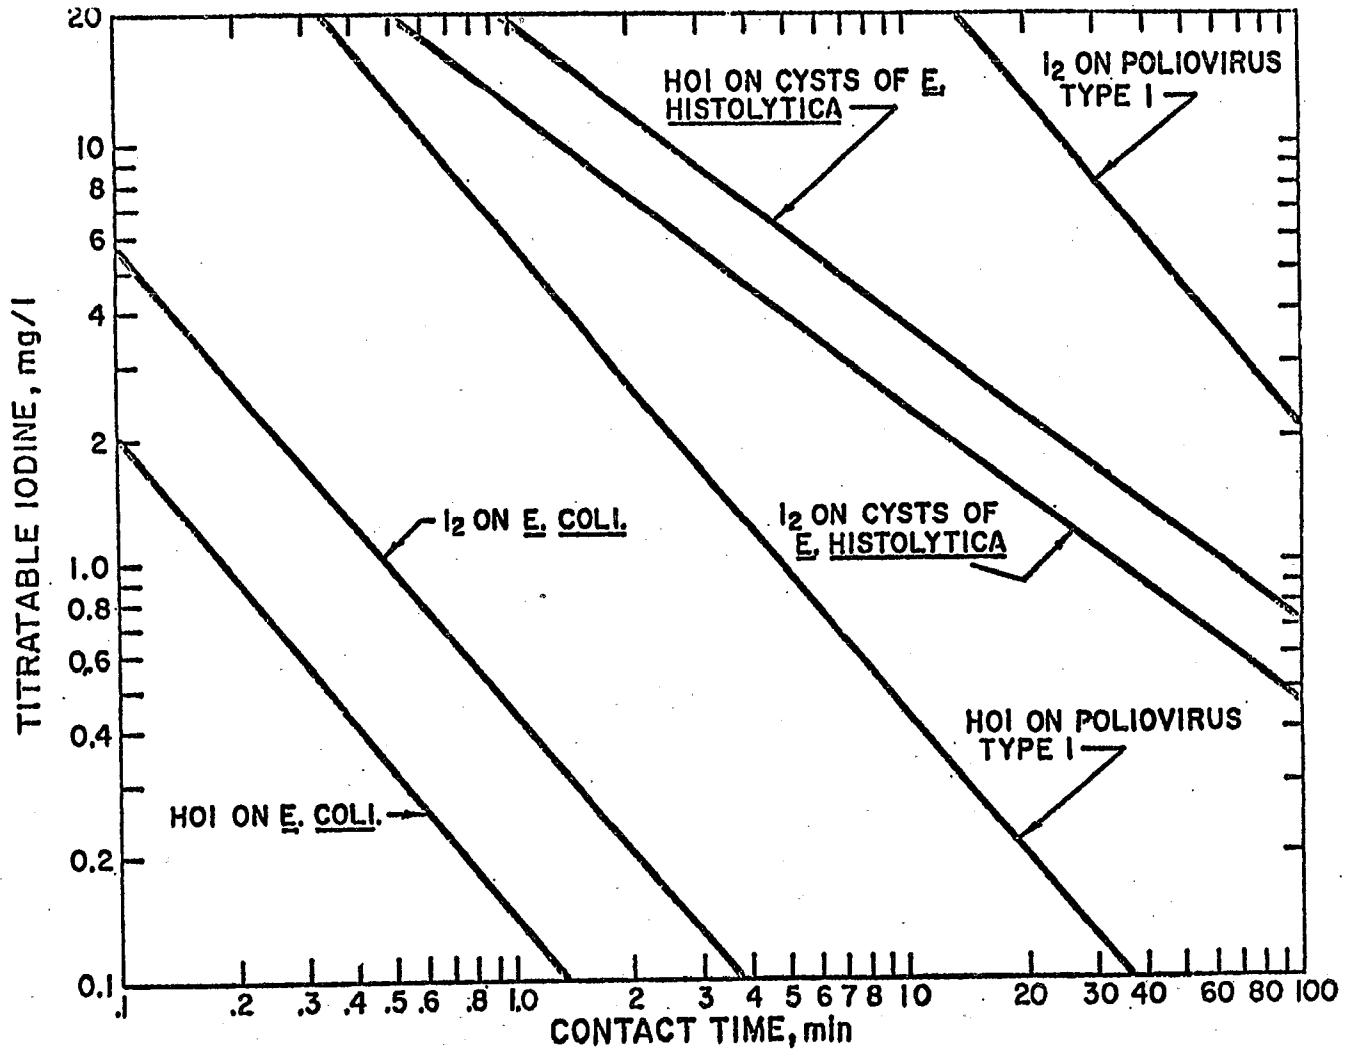 20
10
8
6
4
2
1.0
0.8
0.6
0.4
0.2
0.1
TITRATABLE IODINE, mg/l
HOI ON CYSTS OF E.
HISTOLYTICA
I2 ON POLIOVIRUS
TYPE I
I2 ON E. COLI.
I2 ON CYSTS OF
E. HISTOLYTICA
HOI ON POLIOVIRUS
TYPE I
HOI ON E. COLI.
.1 .2 .3 .4 .5 .6 .8 1.0 2 3 4 5 6 7 8 10 20 30 40 60 80 100
CONTACT TIME, min